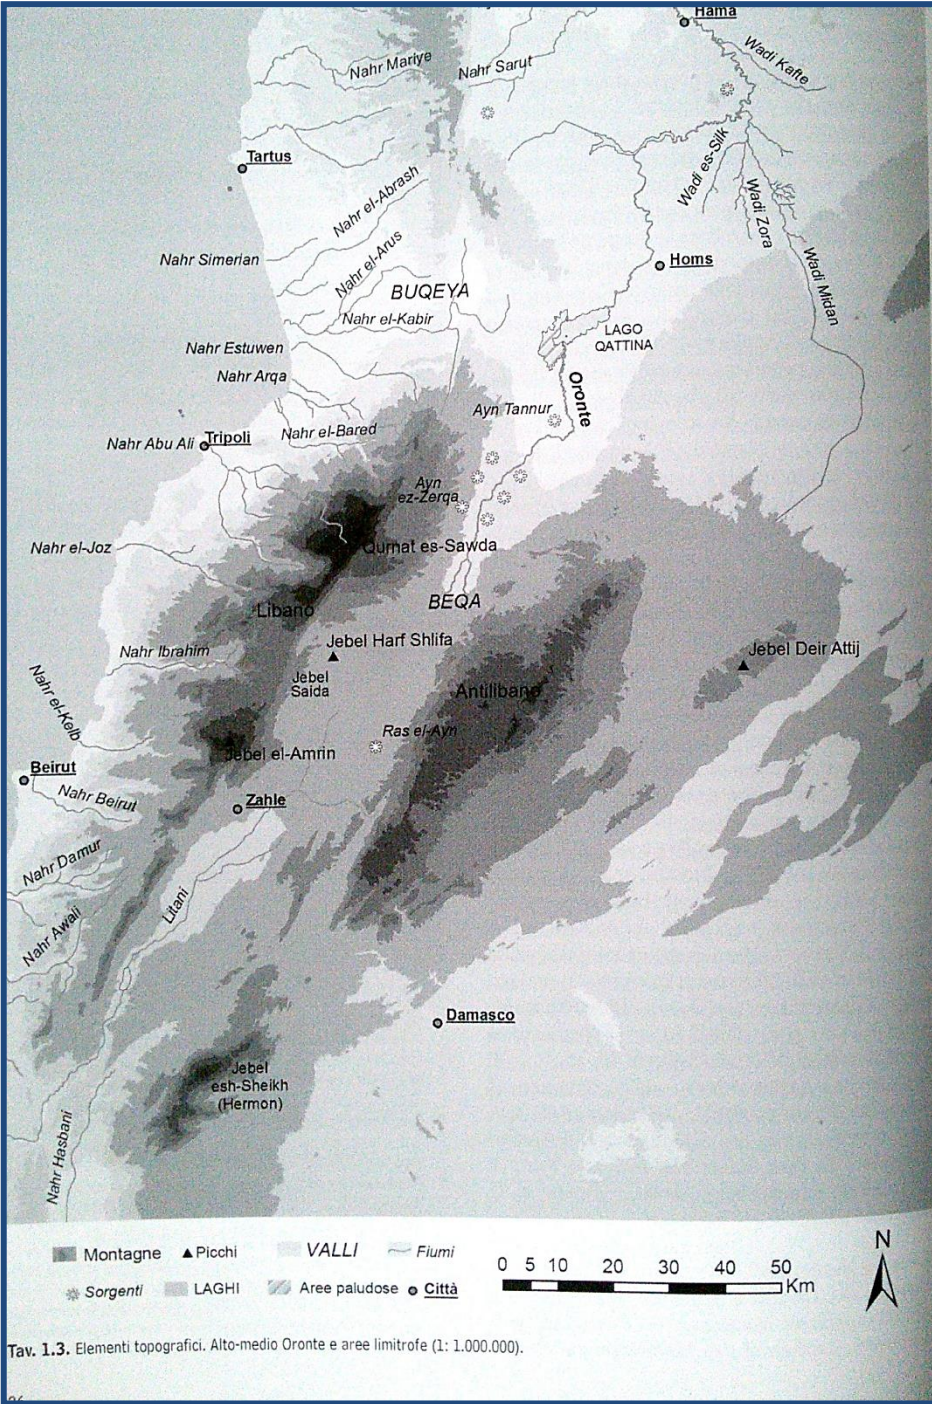 Hama
Nahr Mariye
Nahr Sarut
Wadi Kafte
Tartus
Wadi es-Silk
Nahr el-Abrash
Wadi Zora
Nahr Simerian
Nahr el-Arus
Homs
Wadi Midan
BUQEYA
Nahr el-Kabir
LAGO
QATTINA
Nahr Estuwen
Nahr Arqa
Oronte
Ayn Tannur
Nahr el-Bared
Nahr Abu Ali
Tripoli
Ayn
ez-Zerqa
Nahr el-Joz
Qurnat es-Sawda
BEQA
Libano
Jebel Harf Shlifa
Nahr Ibrahim
Jebel Deir Attij
Jebel
Saida
Antilibano
Nahr el-Kelb
Ras el-Ayn
Jebel el-Amrin
Beirut
Nahr Beirut
Zahle
Nahr Damur
Litani
Nahr Awali
Damasco
Jebel
esh-Sheikh
(Hermon)
Nahr Hasbani
Montagne
Picchi
VALLI
Fiumi
Sorgenti
LAGHI
Aree paludose
Città
0 5 10 20 30 40 50
Km
N
Tav. 1.3. Elementi topografici. Alto-medio Oronte e aree limitrofe (1: 1.000.000).